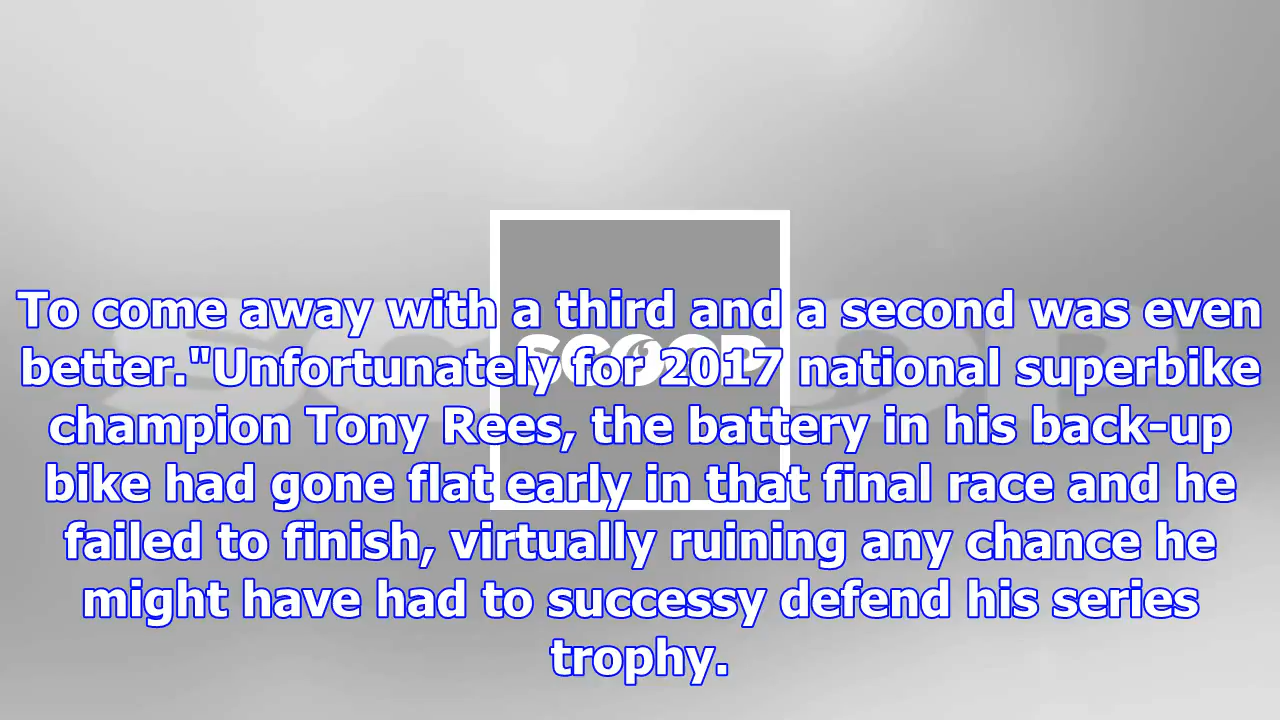 To come away with a third and a second was even
better."Unfortunately for 2017 national superbike
champion Tony Rees, the battery in his back-up
bike had gone flat early in that final race and he
failed to finish, virtually ruining any chance he
might have had to successy defend his series
trophy.
SCOOP
SCOOP